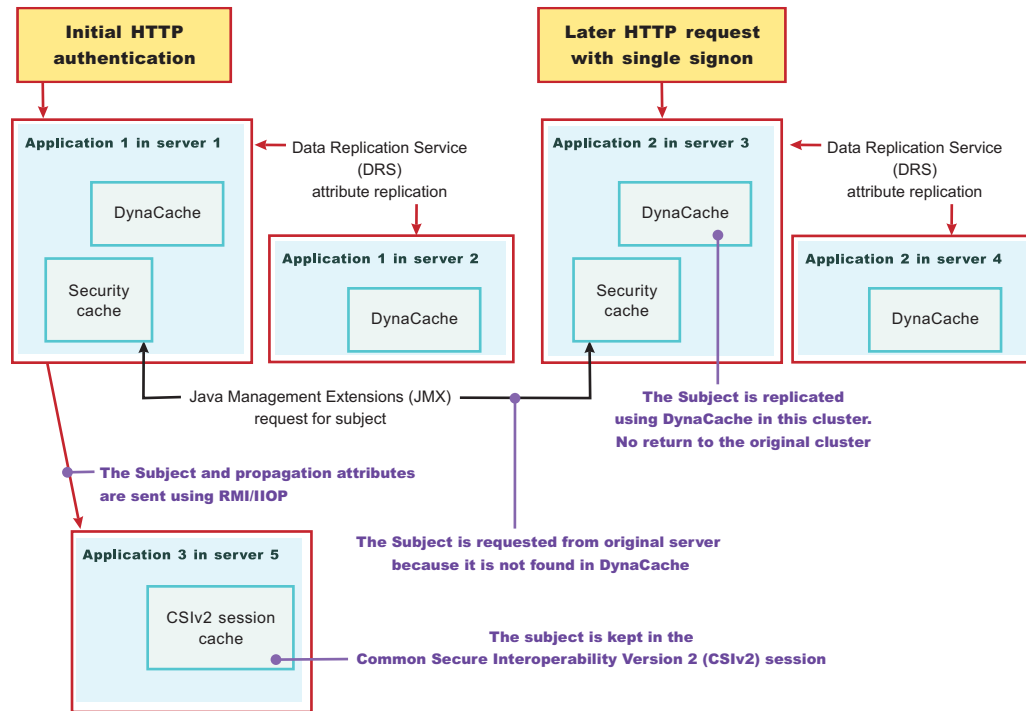 Initial HTTP
authentication
Later HTTP request
with single signon
Application 1 in server 1
DynaCache
Security
cache
Data Replication Service
(DRS)
attribute replication
Application 1 in server 2
DynaCache
Application 2 in server 3
DynaCache
Security
cache
Data Replication Service
(DRS)
attribute replication
Application 2 in server 4
DynaCache
Java Management Extensions (JMX)
request for subject
The Subject is replicated
using DynaCache in this cluster.
No return to the original cluster
The Subject and propagation attributes
are sent using RMI/IIOP
The Subject is requested from original server
because it is not found in DynaCache
Application 3 in server 5
CSIv2 session
cache
The subject is kept in the
Common Secure Interoperability Version 2 (CSIv2) session